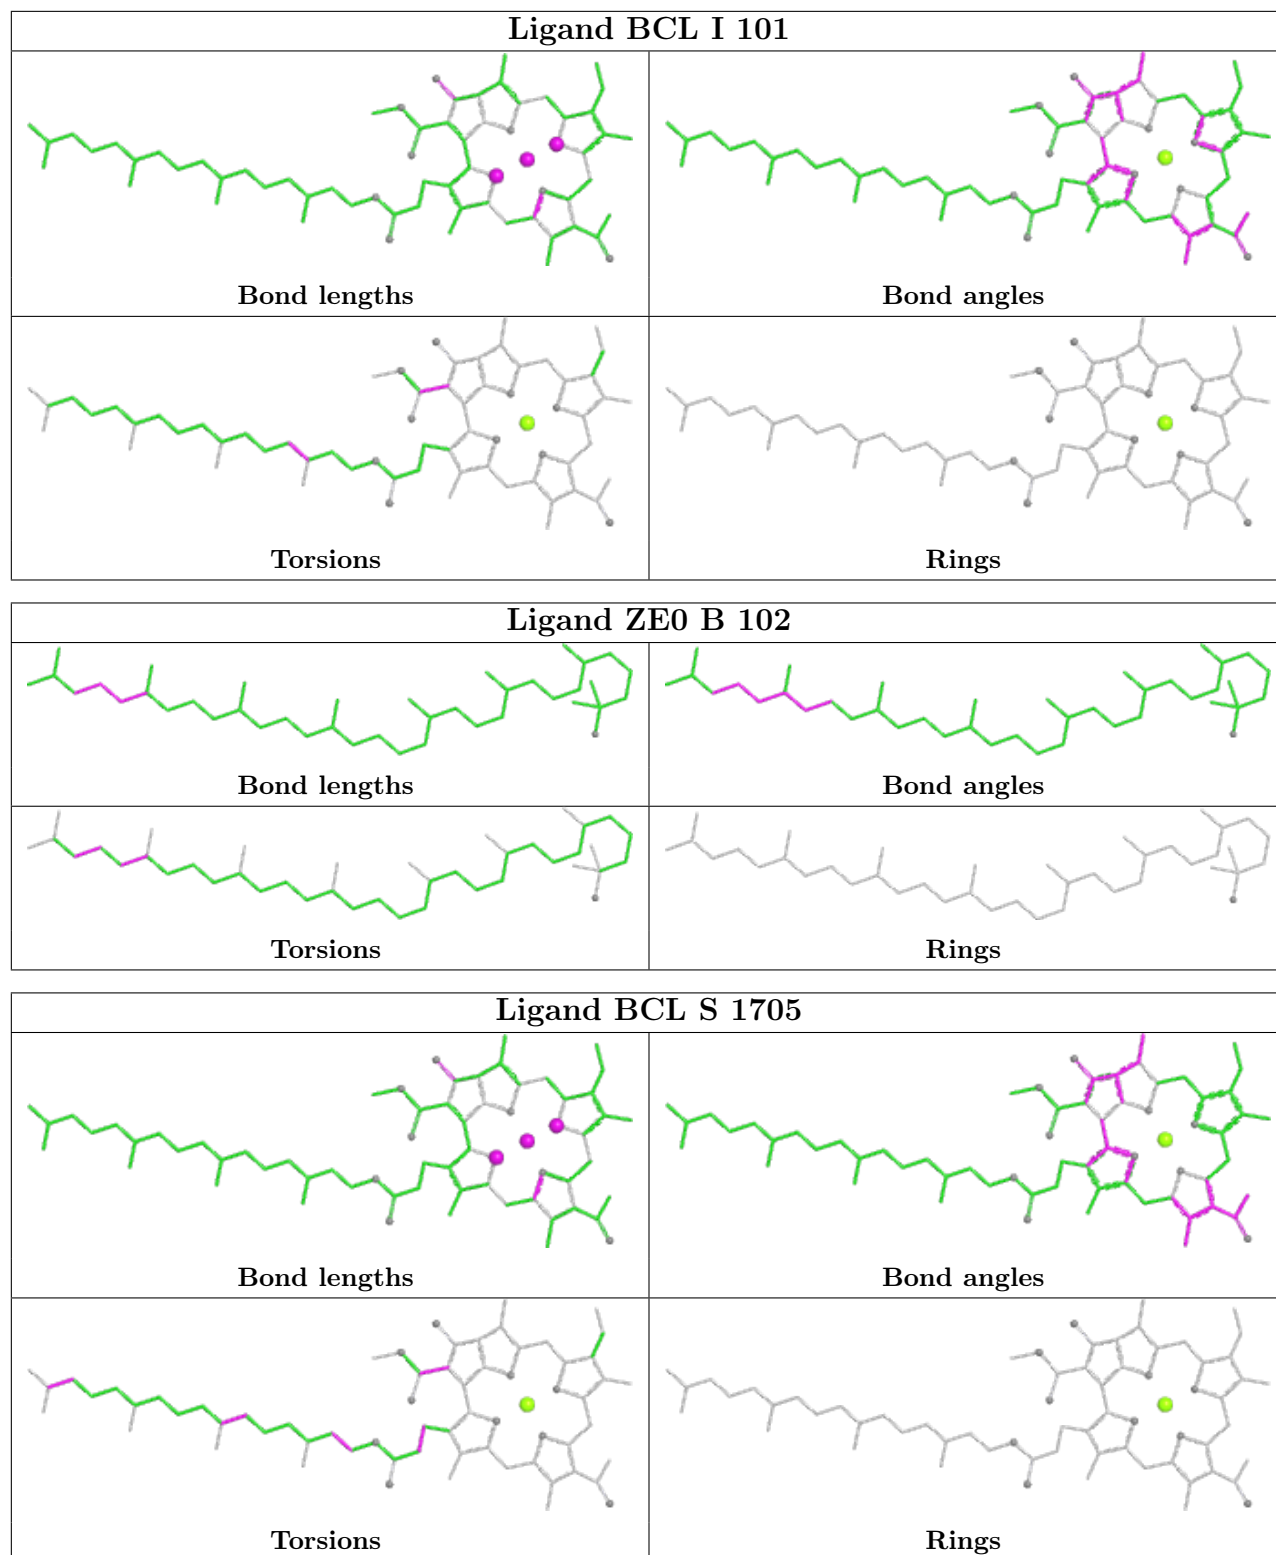 Ligand BCL I 101
Bond lengths
Bond angles
Torsions
Rings
Ligand ZE0 B 102
Bond lengths
Bond angles
Torsions
Rings
Ligand BCL S 1705
Bond lengths
Bond angles
Torsions
Rings